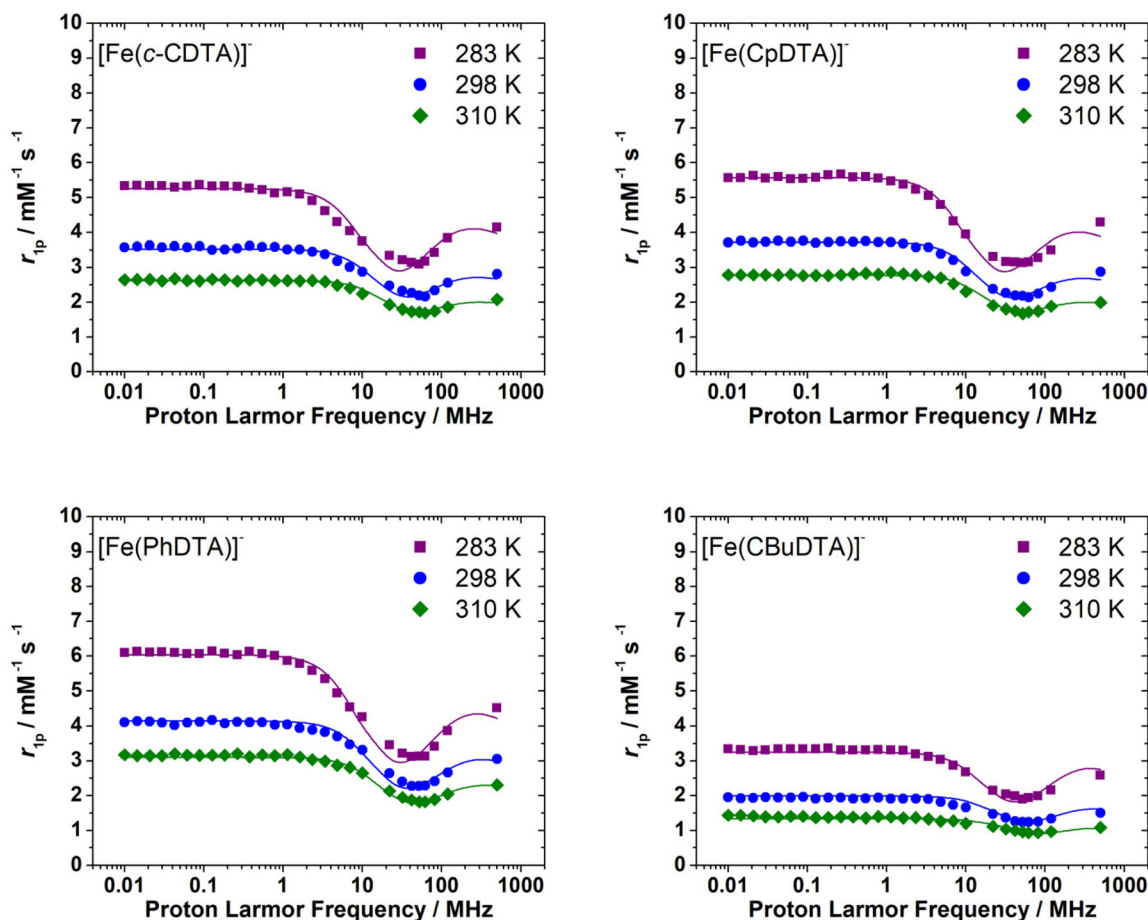 10
9
8
7
6
5
4
3
2
1
0
r₁ₚ / mM⁻¹ s⁻¹
[Fe(c-CDTA)]⁻
283 K
298 K
310 K
0.01 0.1 1 10 100 1000
Proton Larmor Frequency / MHz
10
9
8
7
6
5
4
3
2
1
0
r₁ₚ / mM⁻¹ s⁻¹
[Fe(CpDTA)]⁻
283 K
298 K
310 K
0.01 0.1 1 10 100 1000
Proton Larmor Frequency / MHz
10
9
8
7
6
5
4
3
2
1
0
r₁ₚ / mM⁻¹ s⁻¹
[Fe(PhDTA)]⁻
283 K
298 K
310 K
0.01 0.1 1 10 100 1000
Proton Larmor Frequency / MHz
10
9
8
7
6
5
4
3
2
1
0
r₁ₚ / mM⁻¹ s⁻¹
[Fe(CBuDTA)]⁻
283 K
298 K
310 K
0.01 0.1 1 10 100 1000
Proton Larmor Frequency / MHz